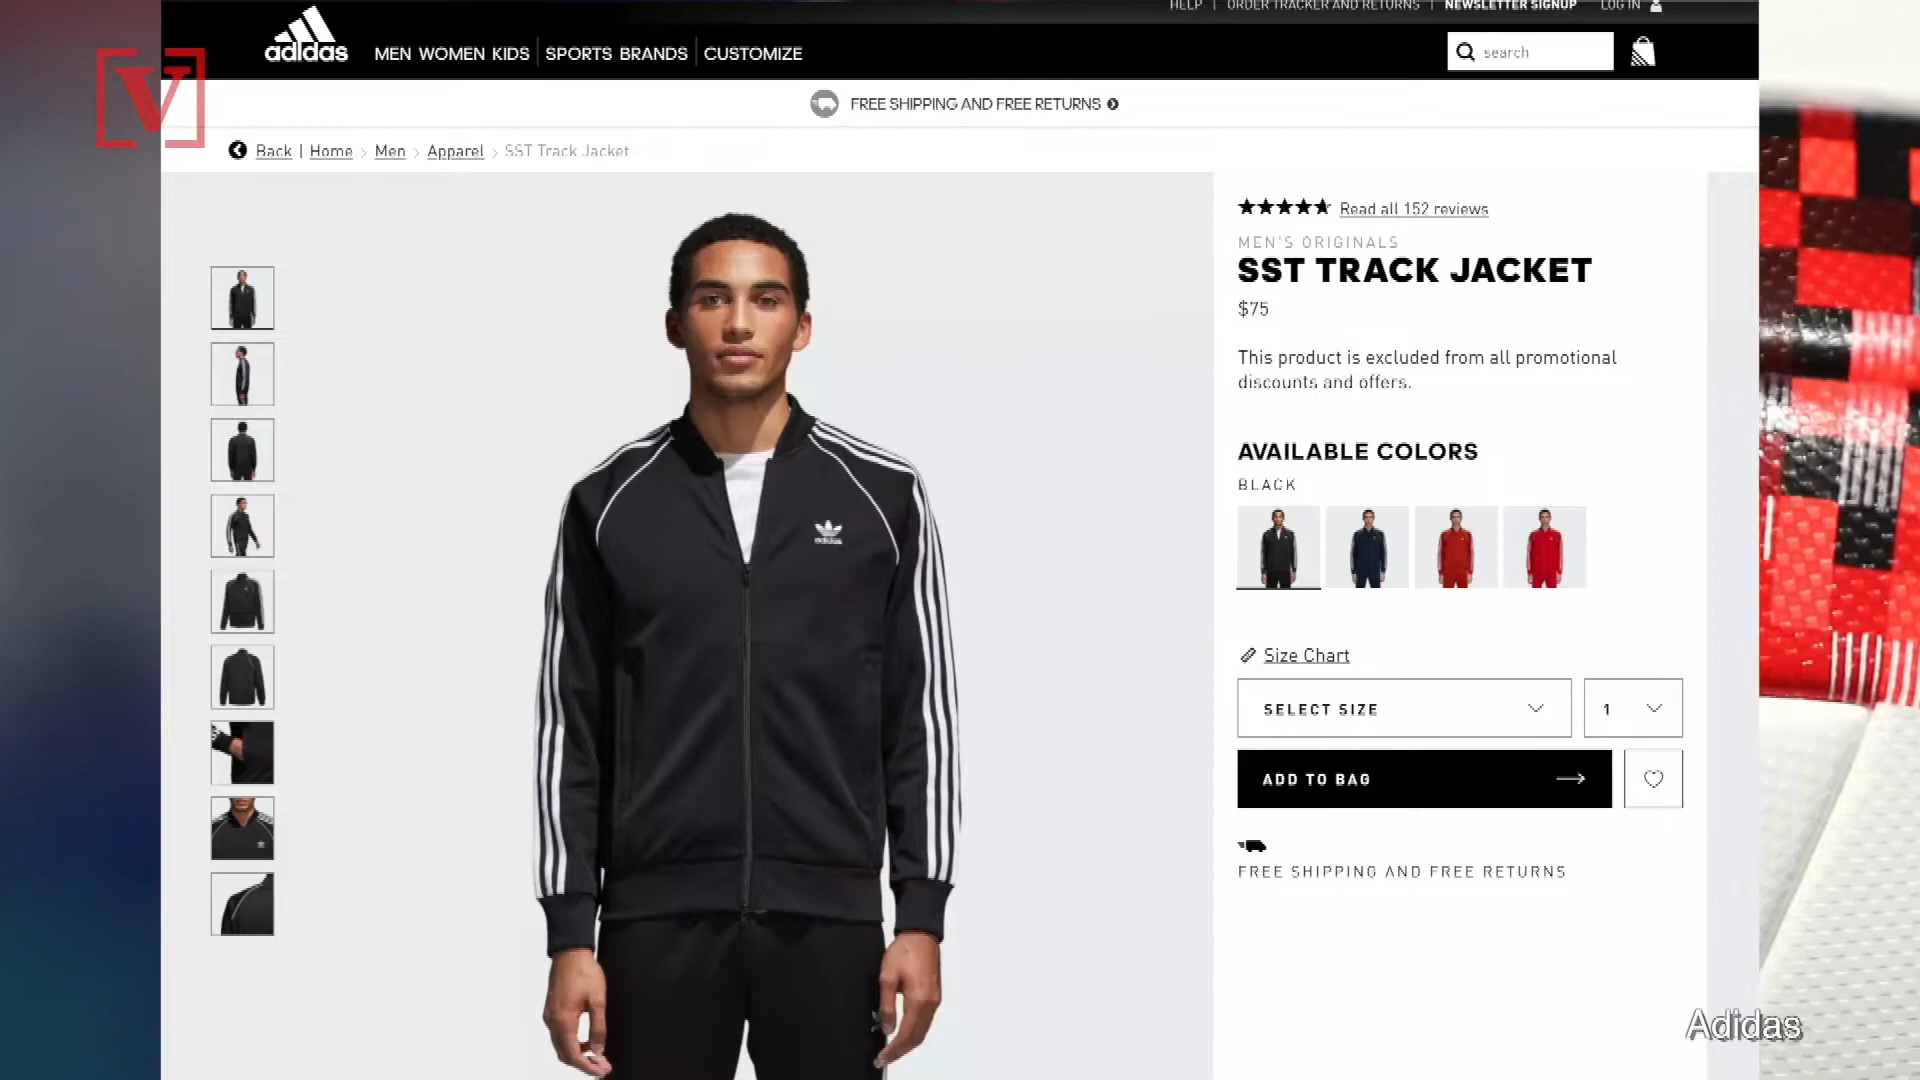 HELP | ORDER TRACKER AND RETURNS | NEWSLETTER SIGNUP LOG IN
adidas
MEN WOMEN KIDS SPORTS BRANDS CUSTOMIZE
search
V
FREE SHIPPING AND FREE RETURNS
Back | Home > Men > Apparel > SST Track Jacket
Read all 152 reviews
MEN'S ORIGINALS
SST TRACK JACKET
$75
This product is excluded from all promotional
discounts and offers.
AVAILABLE COLORS
BLACK
adidas
Size Chart
SELECT SIZE
1
ADD TO BAG
FREE SHIPPING AND FREE RETURNS
Adidas